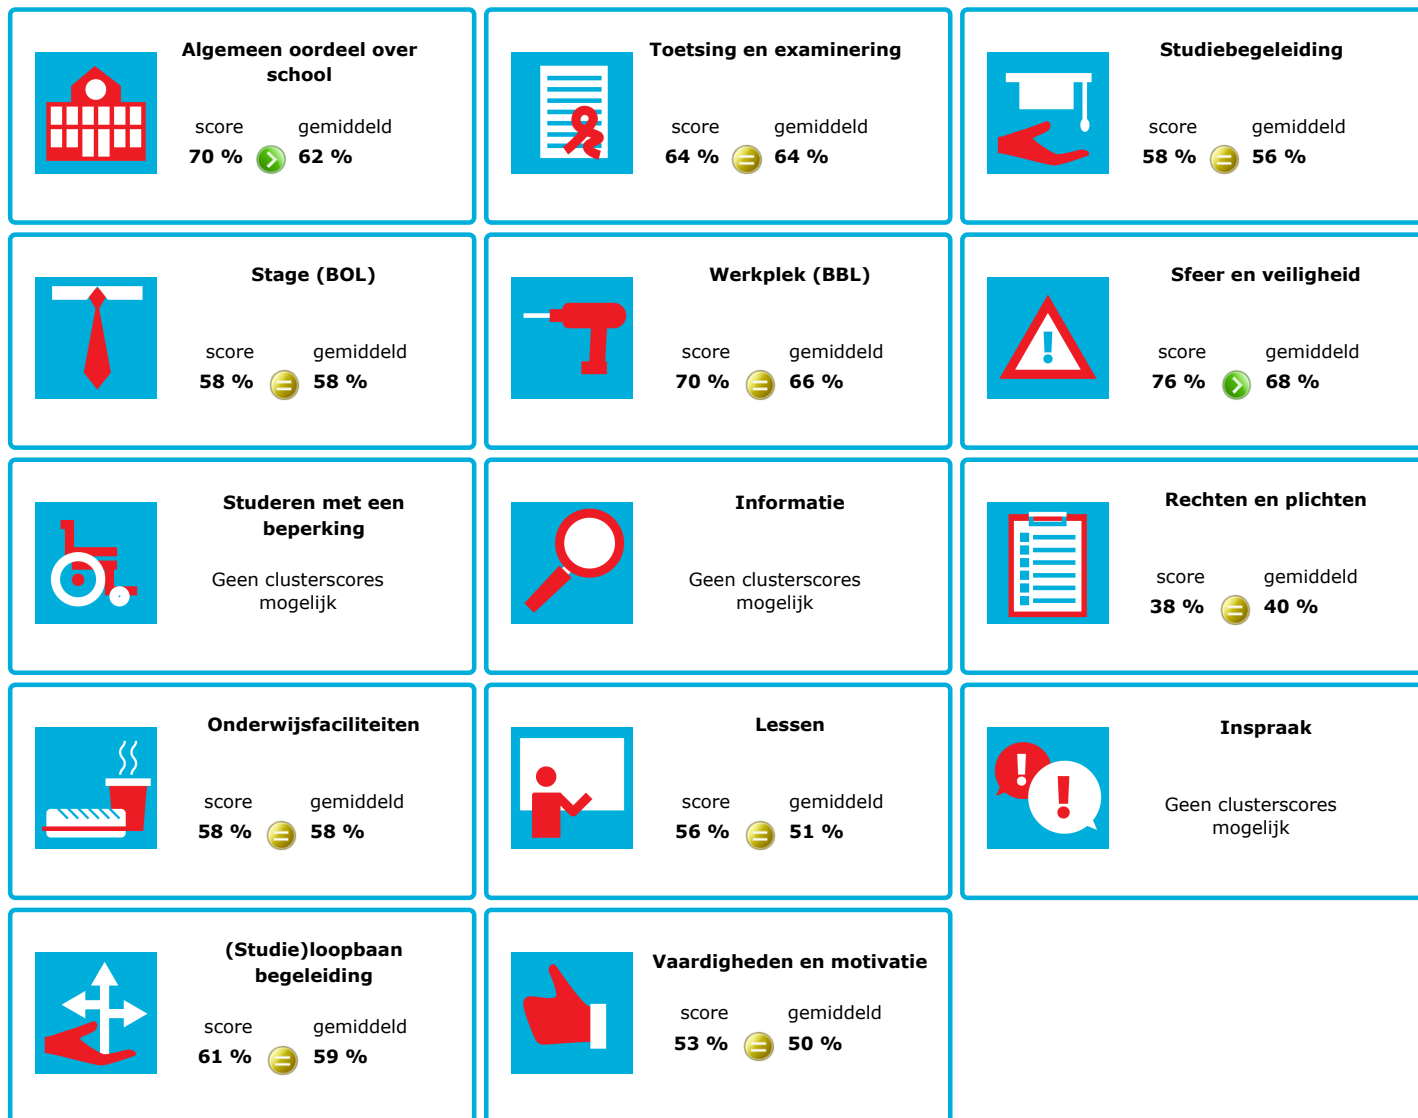 Algemeen oordeel over
school
score gemiddeld
70 % 62 %
Toetsing en examinering
score gemiddeld
64 % = 64 %
Studiebegeleiding
score gemiddeld
58 % = 56 %
Stage (BOL)
score gemiddeld
58 % = 58 %
Werkplek (BBL)
score gemiddeld
70 % = 66 %
Sfeer en veiligheid
score gemiddeld
76 % 68 %
Studeren met een
beperking
Geen clusterscores
mogelijk
Informatie
Geen clusterscores
mogelijk
Rechten en plichten
score gemiddeld
38 % = 40 %
Onderwijsfaciliteiten
score gemiddeld
58 % = 58 %
Lessen
score gemiddeld
56 % = 51 %
Inspraak
Geen clusterscores
mogelijk
(Studie)loopbaan
begeleiding
score gemiddeld
61 % = 59 %
Vaardigheden en motivatie
score gemiddeld
53 % = 50 %